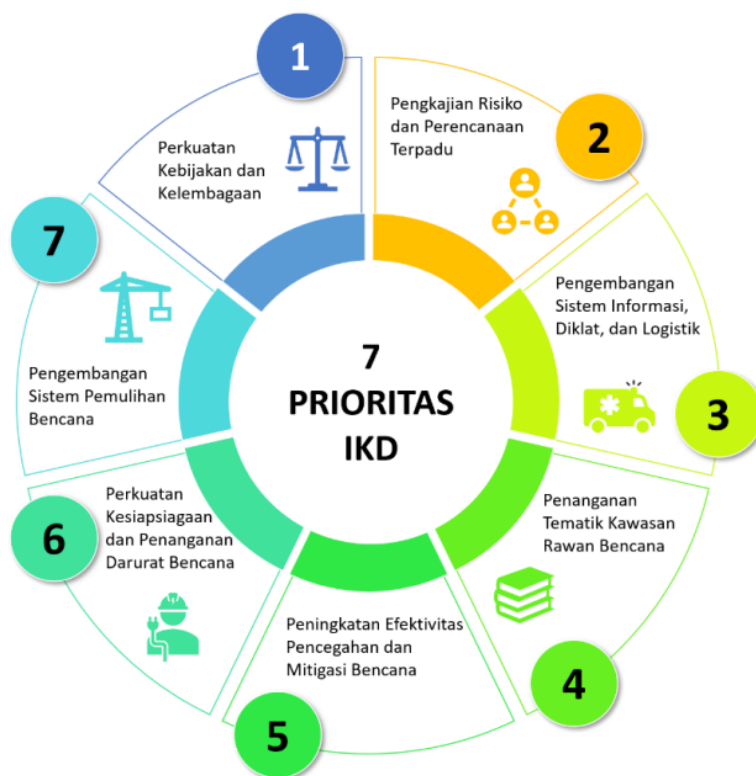 7
PRIORITAS
IKD
1
Perkuatan
Kebijakan dan
Kelembagaan
2
Pengkajian Risiko
dan Perencanaan
Terpadu
3
Pengembangan
Sistem Informasi,
Diklat, dan Logistik
4
Penanganan
Tematik Kawasan
Rawan Bencana
5
Peningkatan Efektivitas
Pencegahan dan
Mitigasi Bencana
6
Perkuatan
Kesiapsiagaan
dan Penanganan
Darurat Bencana
7
Pengembangan
Sistem Pemulihan
Bencana